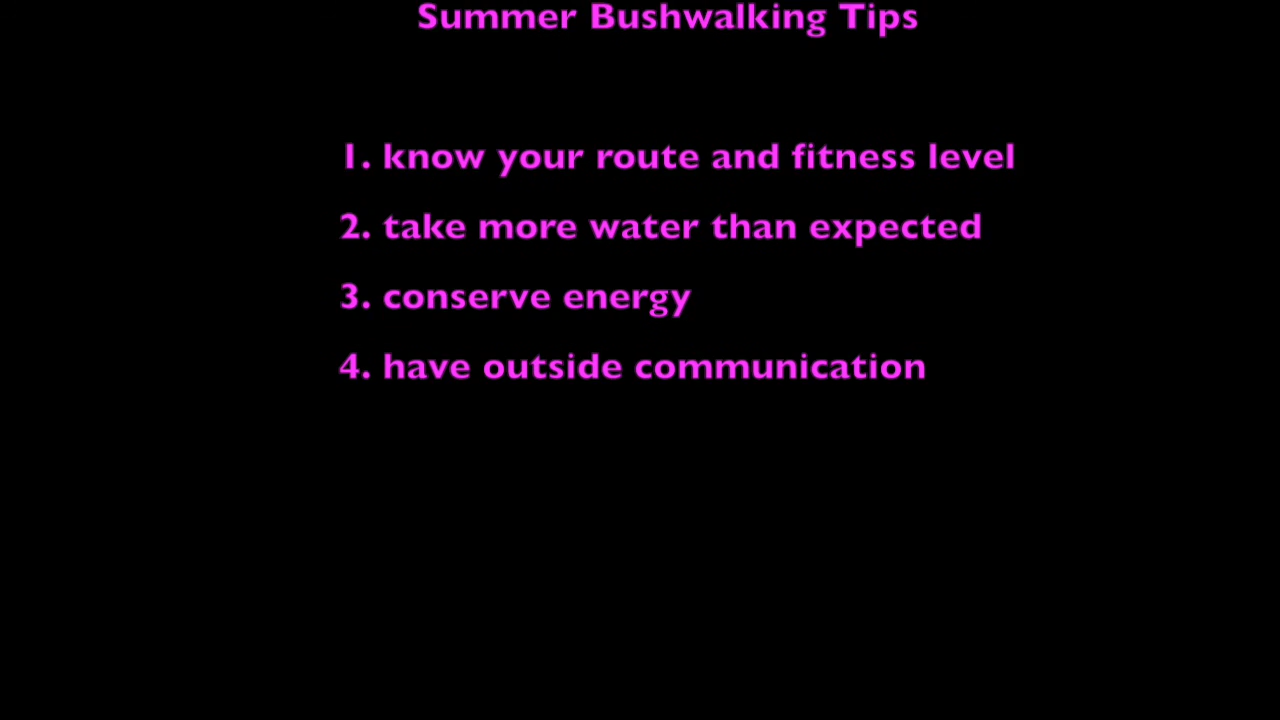 Summer Bushwalking Tips
1. know your route and fitness level
2. take more water than expected
3. conserve energy
4. have outside communication